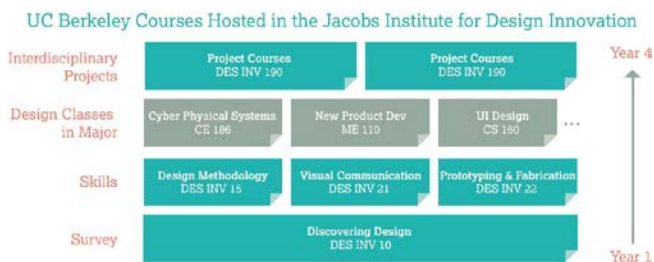 UC Berkeley Courses Hosted in the Jacobs Institute for Design Innovation
Interdisciplinary
Projects
Project Courses
DES INV 190
Project Courses
DES INV 190
Year 4
Design Classes
in Major
Cyber Physical Systems
CE 186
New Product Dev
ME 110
UI Design
CS 160
...
Skills
Design Methodology
DES INV 15
Visual Communication
DES INV 21
Prototyping & Fabrication
DES INV 22
Survey
Discovering Design
DES INV 10
Year 1